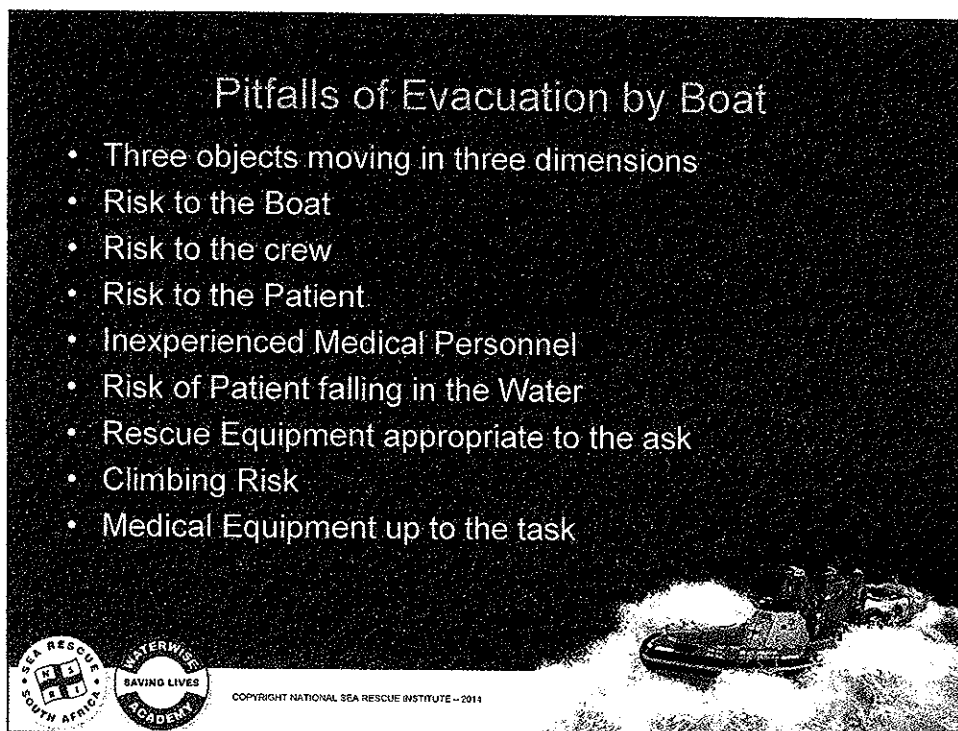 Pitfalls of Evacuation by Boat
• Three objects moving in three dimensions
• Risk to the Boat
• Risk to the crew
• Risk to the Patient
• Inexperienced Medical Personnel
• Risk of Patient falling in the Water
• Rescue Equipment appropriate to the ask
• Climbing Risk
• Medical Equipment up to the task
SEA RESCUE
N S
R I
SOUTH AFRICA
WATERWISE
SAVING LIVES
ACADEMY
COPYRIGHT NATIONAL SEA RESCUE INSTITUTE – 2014